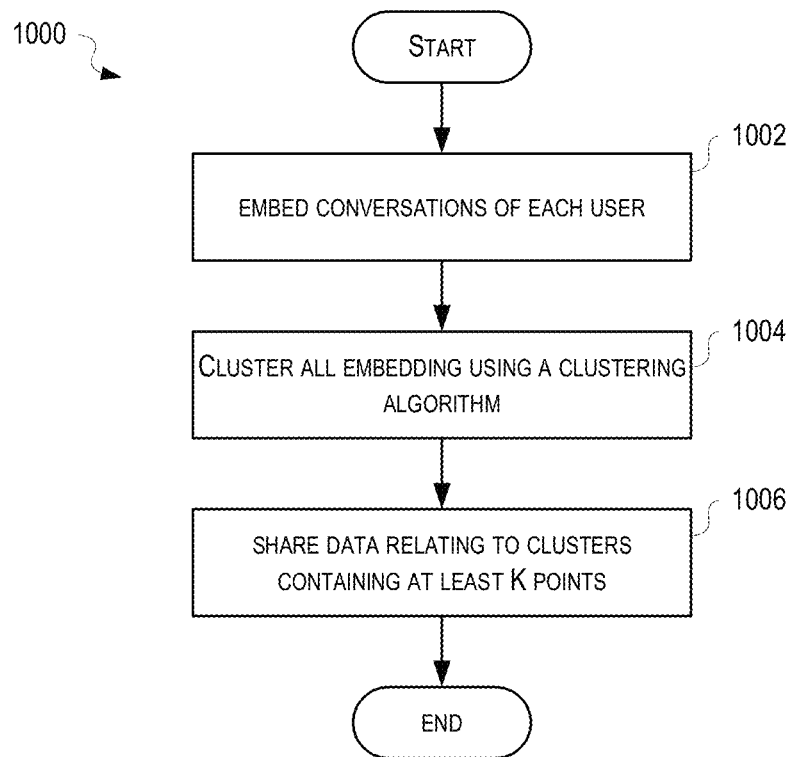 1000
START
1002
EMBED CONVERSATIONS OF EACH USER
1004
CLUSTER ALL EMBEDDING USING A CLUSTERING
ALGORITHM
1006
SHARE DATA RELATING TO CLUSTERS
CONTAINING AT LEAST K POINTS
END